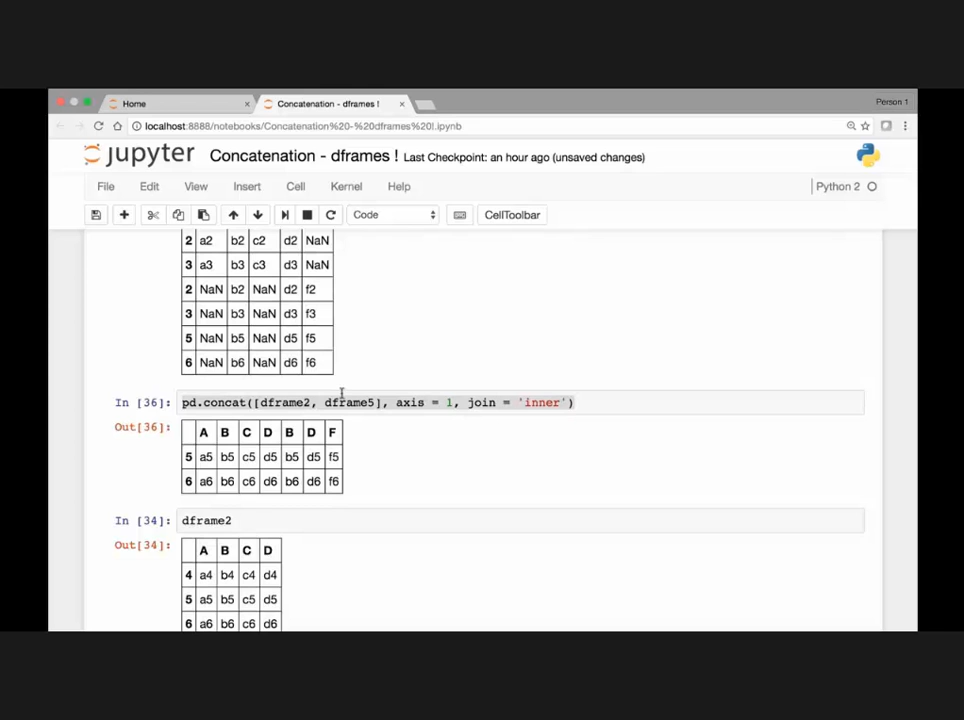 Home × Concatenation - dframes ! ×
Person 1
localhost:8888/notebooks/Concatenation%20-%20dframes%20!.ipynb
jupyter Concatenation - dframes ! Last Checkpoint: an hour ago (unsaved changes)
File Edit View Insert Cell Kernel Help Python 2
Code CellToolbar
2 a2 b2 c2 d2 NaN
3 a3 b3 c3 d3 NaN
2 NaN b2 NaN d2 f2
3 NaN b3 NaN d3 f3
5 NaN b5 NaN d5 f5
6 NaN b6 NaN d6 f6
In [36]: pd.concat([dframe2, dframe5], axis = 1, join = 'inner')
Out[36]:
A B C D B D F
5 a5 b5 c5 d5 b5 d5 f5
6 a6 b6 c6 d6 b6 d6 f6
In [34]: dframe2
Out[34]:
A B C D
4 a4 b4 c4 d4
5 a5 b5 c5 d5
6 a6 b6 c6 d6